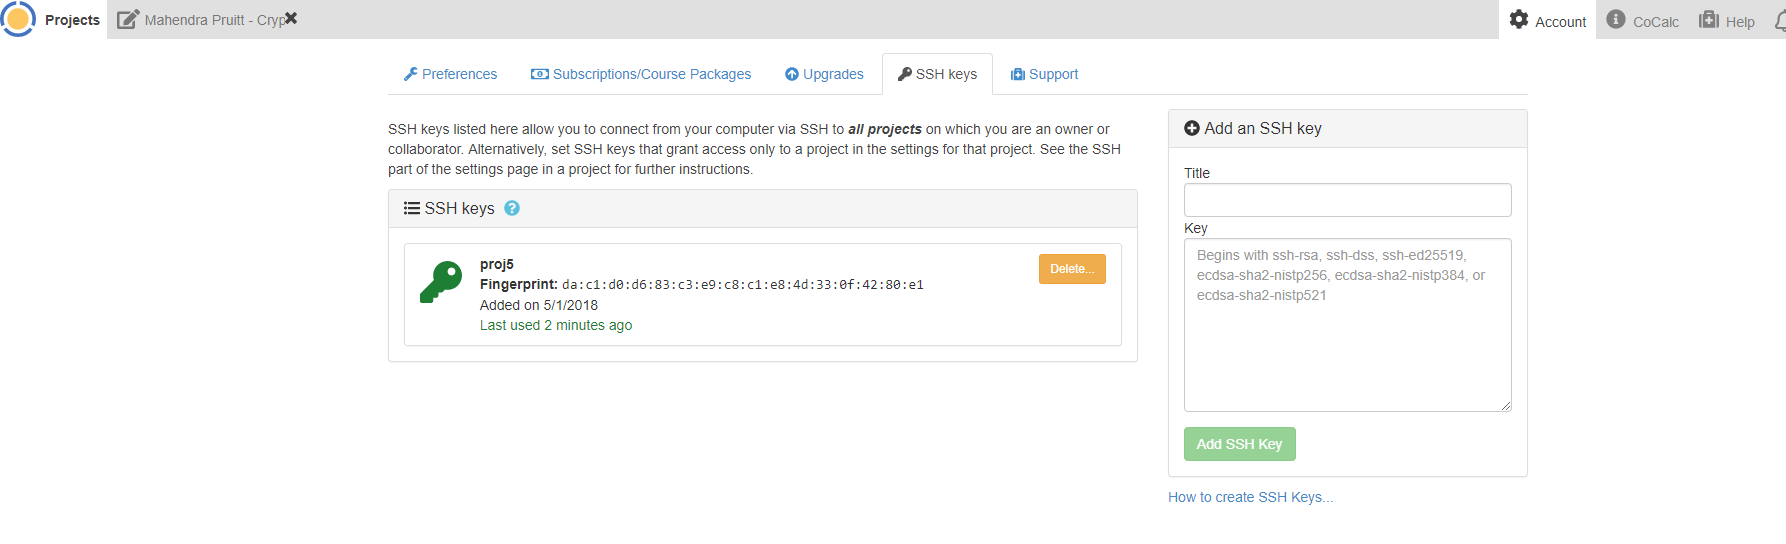 Projects
Mahendra Pruitt - Cryp
Account
CoCalc
Help
Preferences
Subscriptions/Course Packages
Upgrades
SSH keys
Support
SSH keys listed here allow you to connect from your computer via SSH to all projects on which you are an owner or
collaborator. Alternatively, set SSH keys that grant access only to a project in the settings for that project. See the SSH
part of the settings page in a project for further instructions.
SSH keys
proj5
Fingerprint: da:c1:d0:d6:83:c3:e9:c8:c1:e8:4d:33:0f:42:80:e1
Added on 5/1/2018
Last used 2 minutes ago
Delete...
Add an SSH key
Title
Key
Begins with ssh-rsa, ssh-dss, ssh-ed25519,
ecdsa-sha2-nistp256, ecdsa-sha2-nistp384, or
ecdsa-sha2-nistp521
Add SSH Key
How to create SSH Keys...